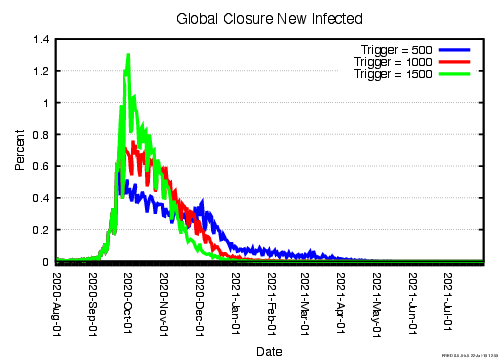 Global Closure New Infected
Trigger = 500
Trigger = 1000
Trigger = 1500
Percent
1.4
1.2
1
0.8
0.6
0.4
0.2
0
2020-Aug-01
2020-Sep-01
2020-Oct-01
2020-Nov-01
2020-Dec-01
2021-Jan-01
2021-Feb-01
2021-Mar-01
2021-Apr-01
2021-May-01
2021-Jun-01
2021-Jul-01
Date